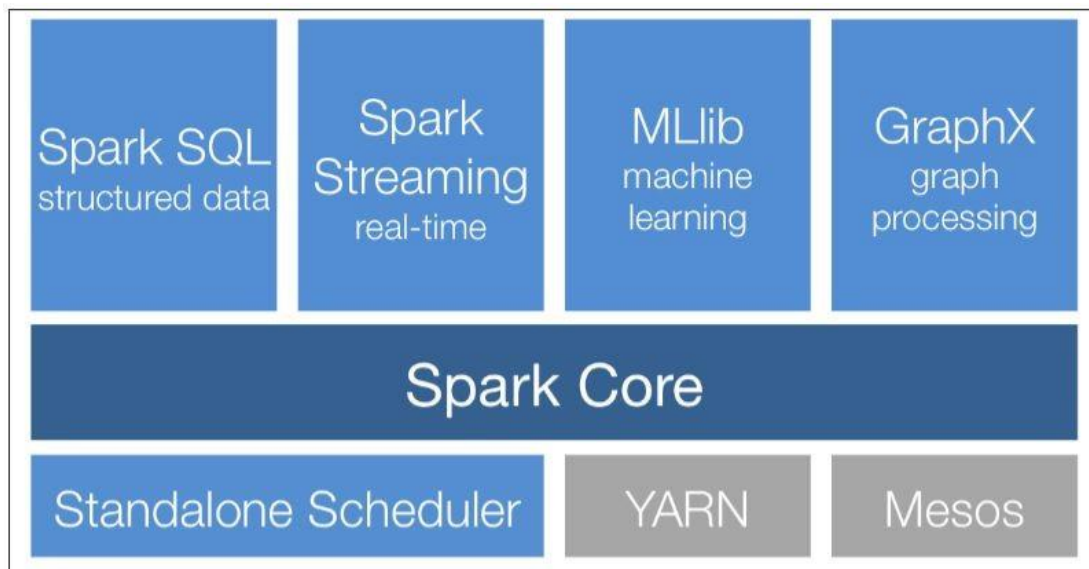 Spark SQL
structured data
Spark
Streaming
real-time
MLlib
machine
learning
GraphX
graph
processing
Spark Core
Standalone Scheduler
YARN
Mesos